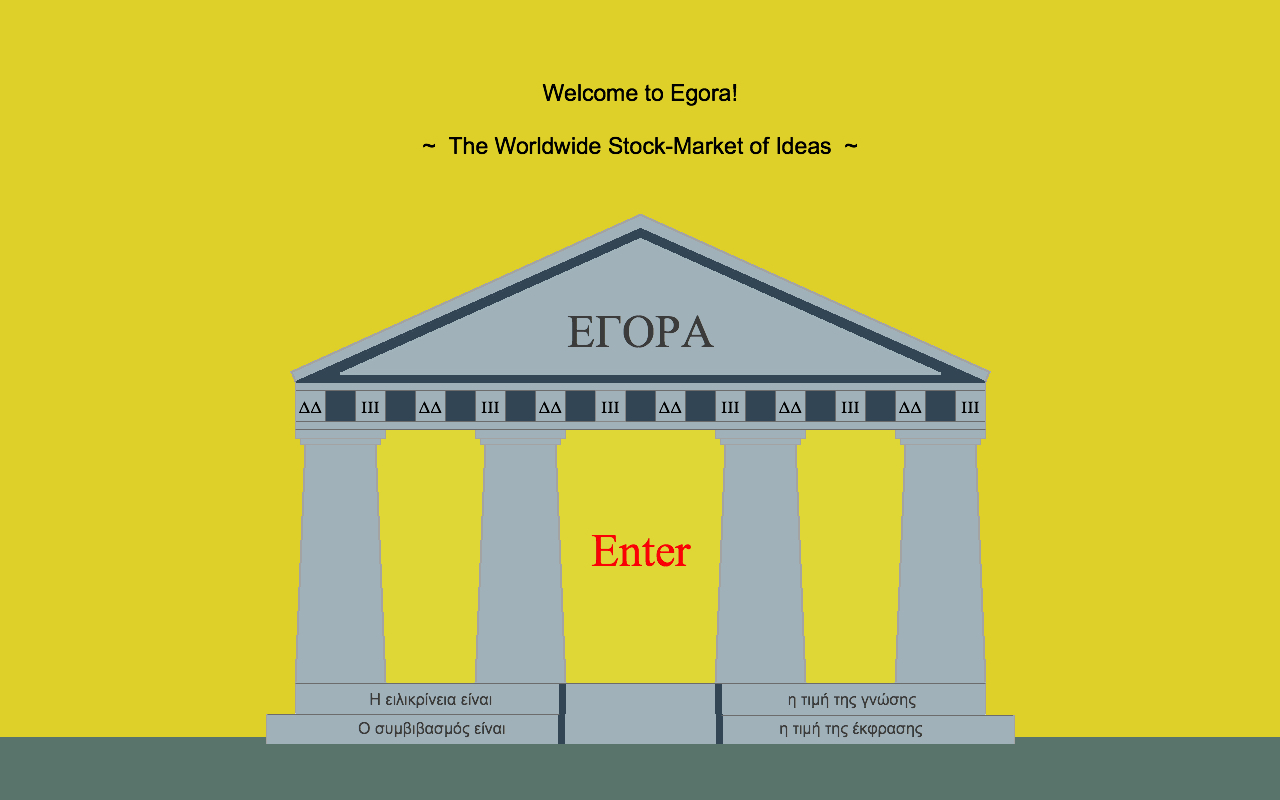 Welcome to Egora!
~ The Worldwide Stock-Market of Ideas ~
ΕΓΟΡΑ
ΔΔ III ΔΔ III ΔΔ III ΔΔ III ΔΔ III ΔΔ III
Enter
Η ειλικρίνεια είναι η τιμή της γνώσης
Ο συμβιβασμός είναι η τιμή της έκφρασης